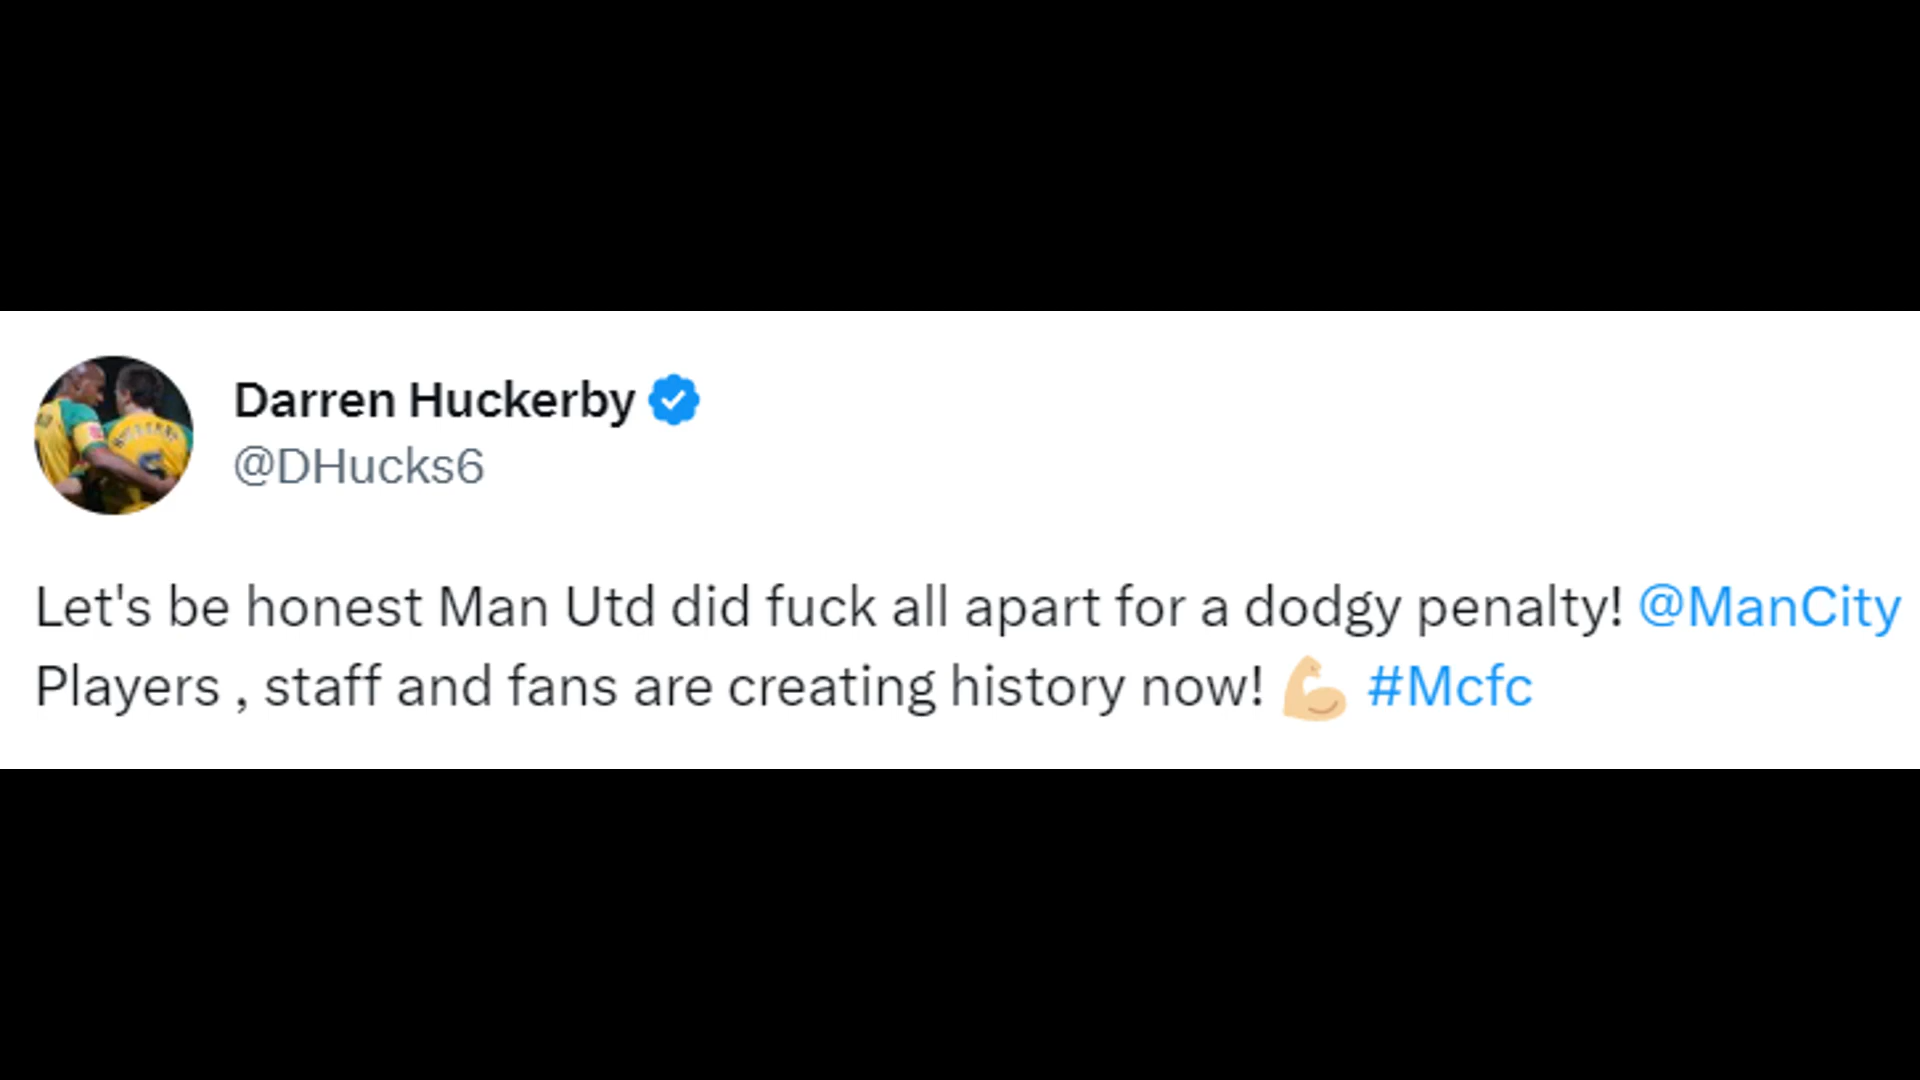 Darren Huckerby
@DHucks6
Let's be honest Man Utd did fuck all apart for a dodgy penalty! @ManCity
Players , staff and fans are creating history now! 💪🏼 #Mcfc